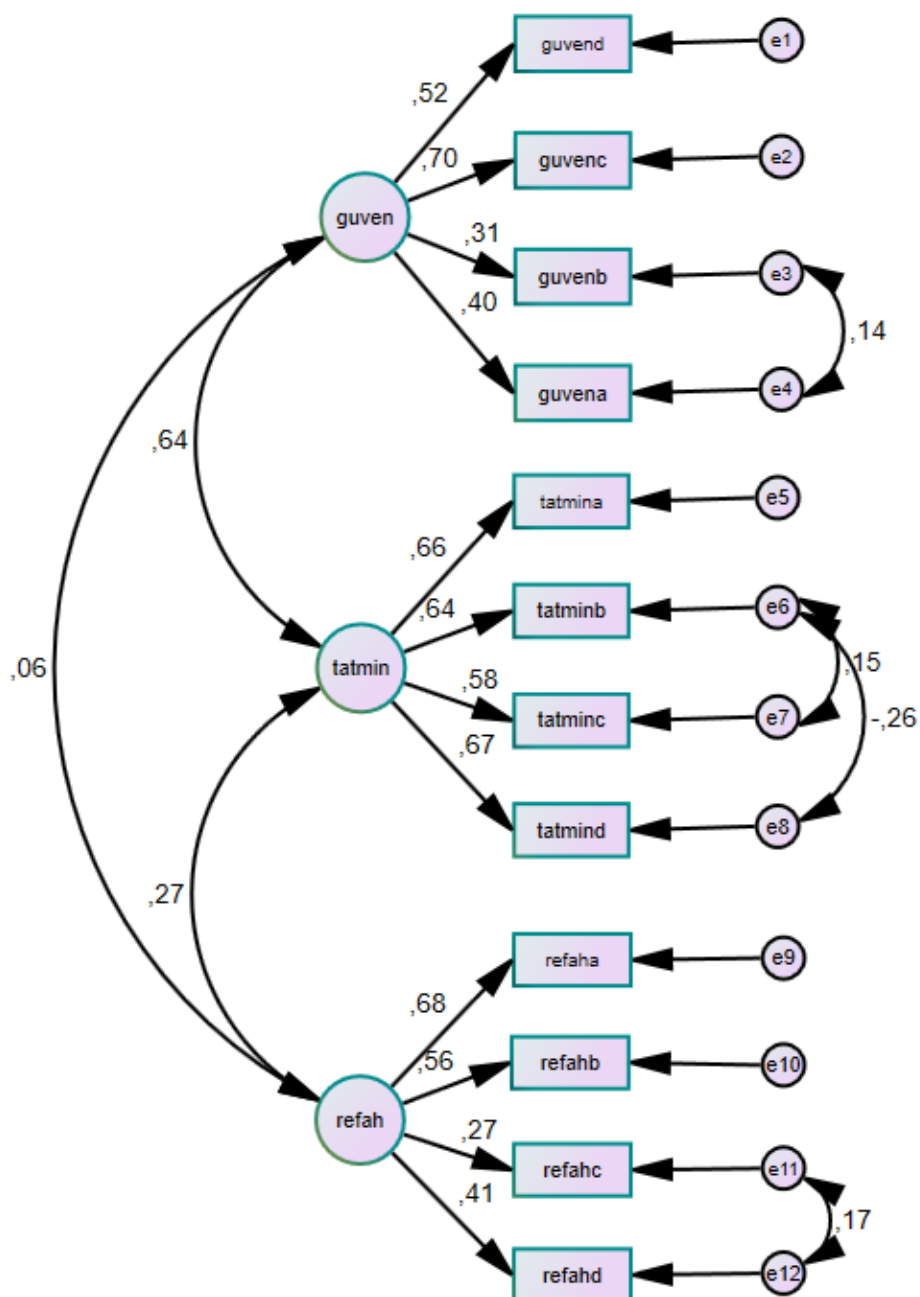 guvend
e1
,52
,70
guvenc
e2
guven
,31
guvenb
e3
,40
,14
guvena
e4
,64
tatmina
e5
,66
,64
tatminb
e6
,06
tatmin
,58
tatminc
e7
,15
-,26
,67
tatmind
e8
,27
refaha
e9
,68
,56
refahb
e10
refah
,27
refahc
e11
,41
,17
refahd
e12